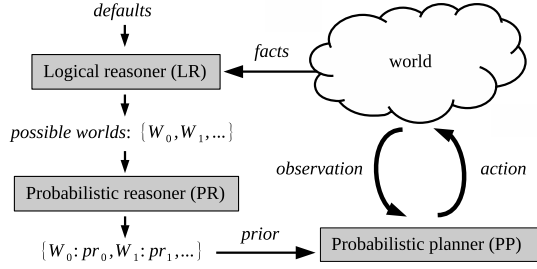 defaults
Logical reasoner (LR)
facts
world
possible worlds: {W₀,W₁,...}
observation
action
Probabilistic reasoner (PR)
{W₀: pr₀,W₁: pr₁,...}
prior
Probabilistic planner (PP)